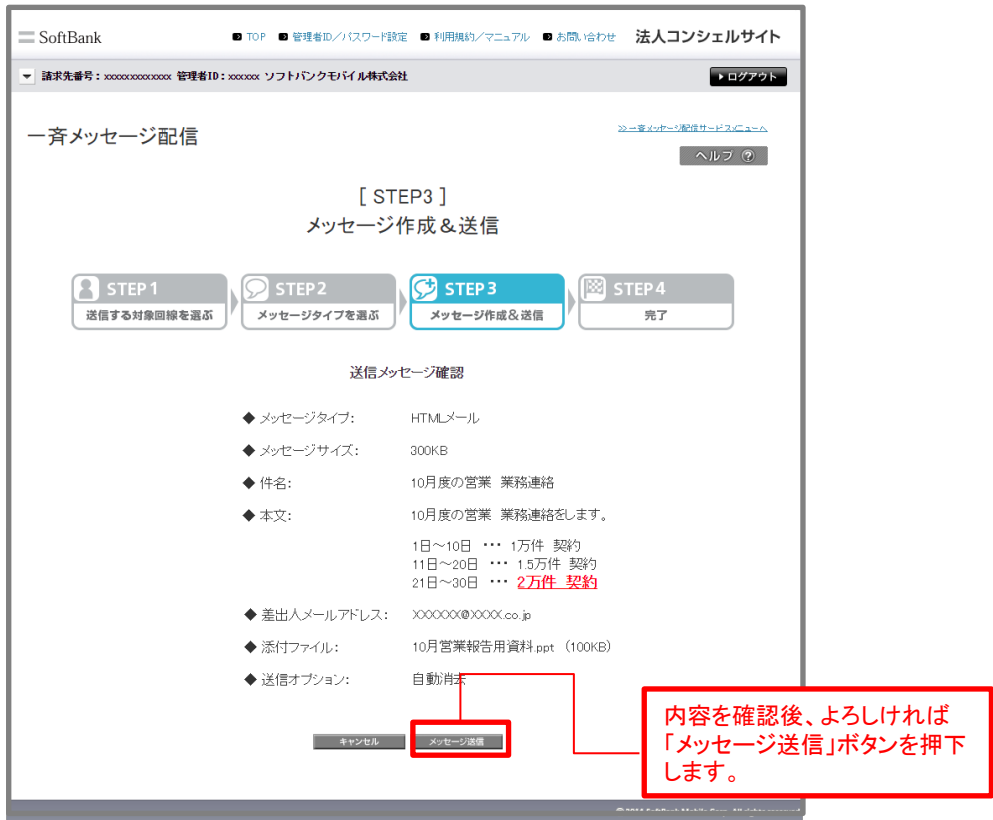 SoftBank
TOP 管理者ID/パスワード設定 利用規約/マニュアル お問い合わせ 法人コンシェルサイト
請求先番号:xxxxxxxxxxxx 管理者ID:xxxxxx ソフトバンクモバイル株式会社 ログアウト
一斉メッセージ配信
>>一斉メッセージ配信サービスメニューへ
ヘルプ ?
[ STEP3 ]
メッセージ作成&送信
STEP1 STEP2 STEP3 STEP4
送信する対象回線を選ぶ メッセージタイプを選ぶ メッセージ作成&送信 完了
送信メッセージ確認
◆ メッセージタイプ: HTMLメール
◆ メッセージサイズ: 300KB
◆ 件名: 10月度の営業 業務連絡
◆ 本文: 10月度の営業 業務連絡をします。
1日~10日 ・・・ 1万件 契約
11日~20日 ・・・ 1.5万件 契約
21日~30日 ・・・ 2万件 契約
◆ 差出人メールアドレス: XXXXXX@XXXX.co.jp
◆ 添付ファイル: 10月営業報告用資料.ppt (100KB)
◆ 送信オプション: 自動消去
キャンセル メッセージ送信
内容を確認後、よろしければ
「メッセージ送信」ボタンを押下
します。